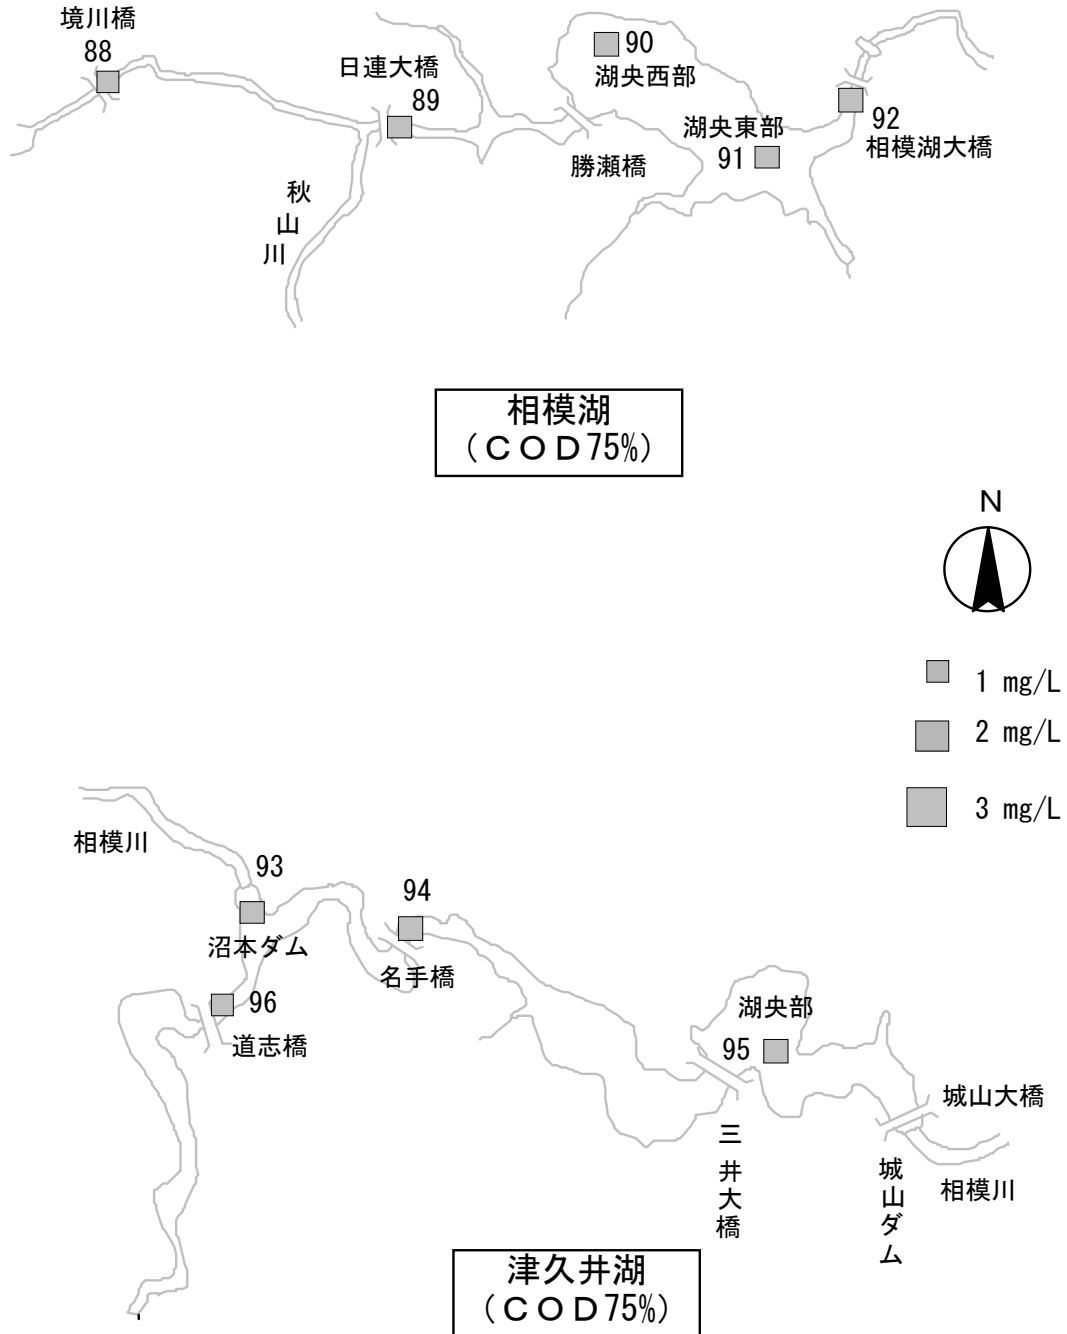 境川橋
88
日連大橋
89
90
湖央西部
湖央東部
91
92
相模湖大橋
勝瀬橋
秋山川
相模湖
(ＣＯＤ75%)
N
1 mg/L
2 mg/L
3 mg/L
相模川
93
沼本ダム
94
名手橋
96
道志橋
湖央部
95
三井大橋
城山大橋
城山ダム
相模川
津久井湖
(ＣＯＤ75%)